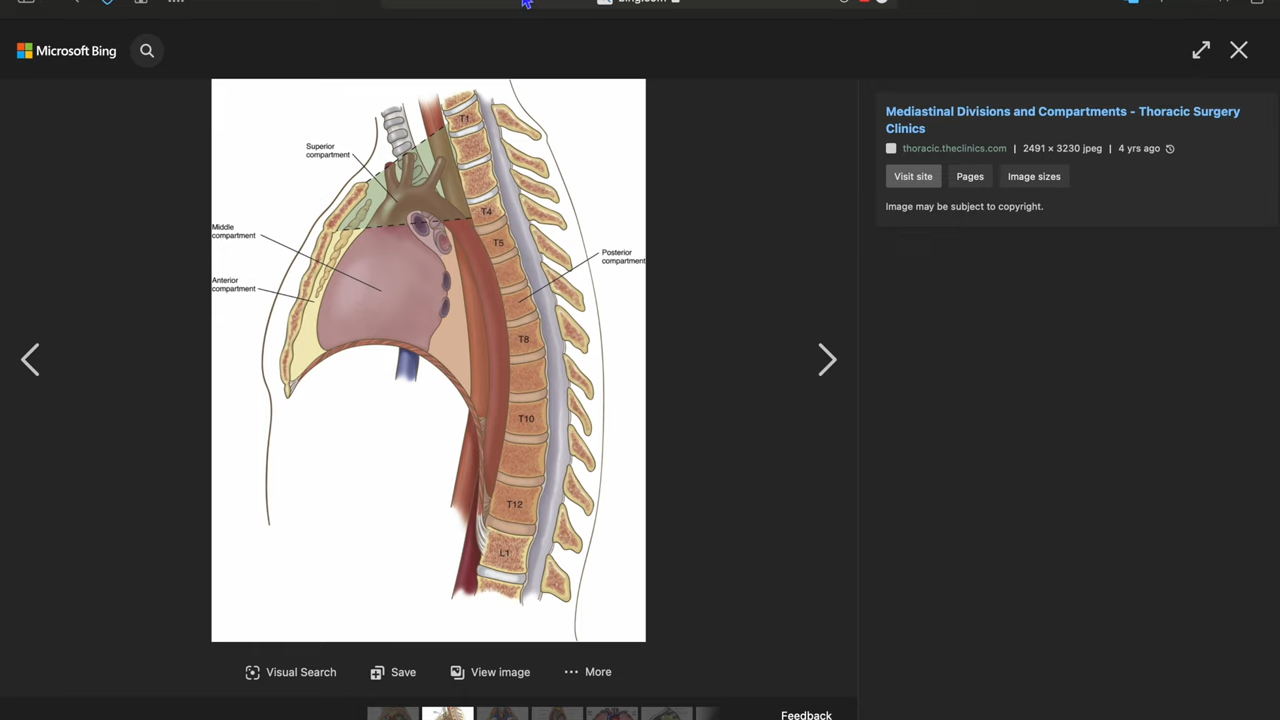 Microsoft Bing
Mediastinal Divisions and Compartments - Thoracic Surgery
Clinics
thoracic.theclinics.com | 2491 × 3230 jpeg | 4 yrs ago
Visit site
Pages
Image sizes
Image may be subject to copyright.
T1
Superior
compartment
T4
Middle
compartment
T5
Posterior
compartment
Anterior
compartment
T8
T10
T12
L1
Visual Search
Save
View image
More
Feedback